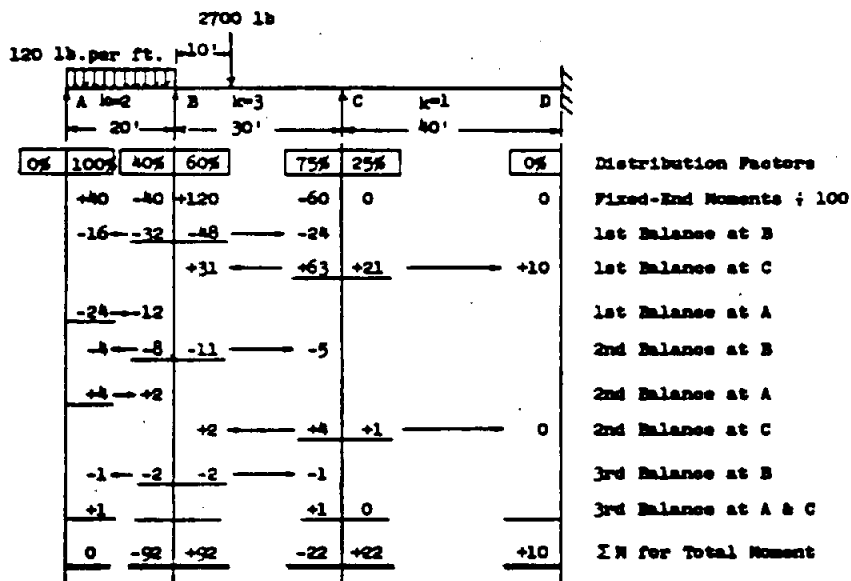 2700 lb
120 lb.per ft. 10'
A k=2 B k=3 C k=1 D
20' 30' 40'
0% 100% 40% 60% 75% 25% 0% Distribution Factors
+40 -40 +120 -60 0 0 Fixed-End Moments ÷ 100
-16 -32 -48 -24 1st Balance at B
+31 +63 +21 +10 1st Balance at C
-24 -12 1st Balance at A
-4 -8 -11 -5 2nd Balance at B
+4 +2 2nd Balance at A
+2 +4 +1 0 2nd Balance at C
-1 -2 -2 -1 3rd Balance at B
+1 +1 0 3rd Balance at A & C
0 -92 +92 -22 +22 +10 Σ M for Total Moment